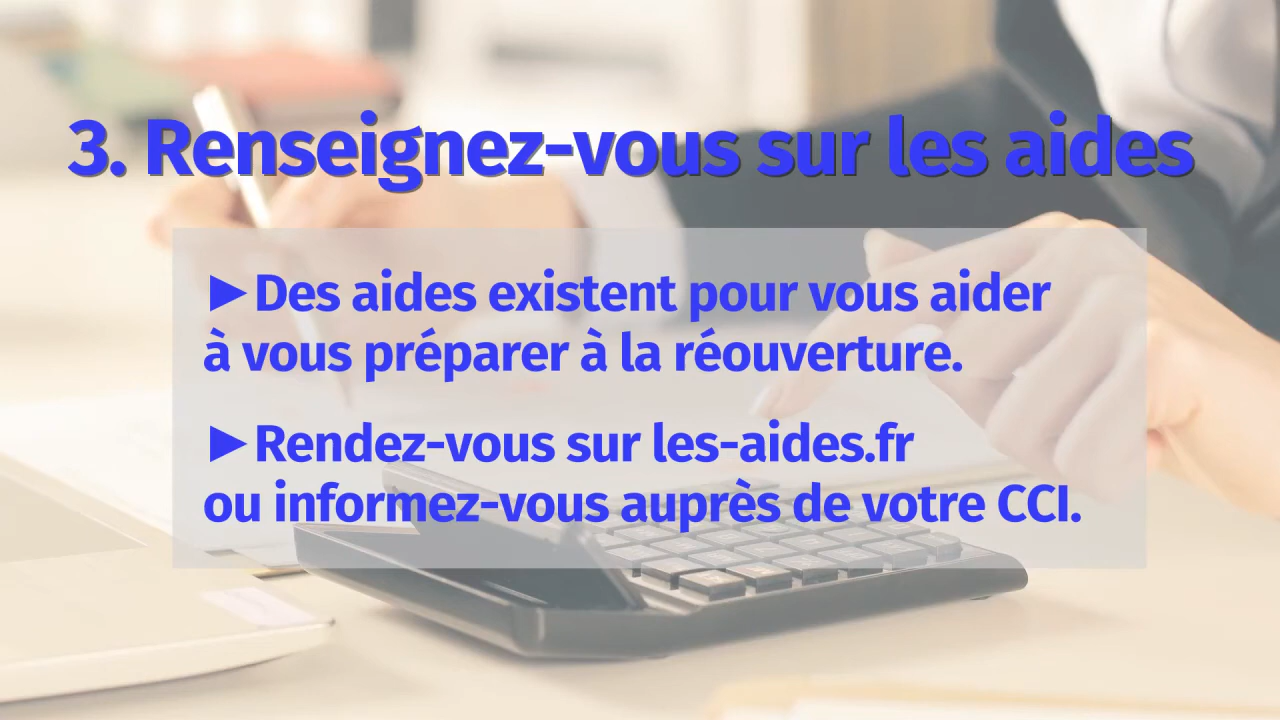 3. Renseignez-vous sur les aides
►Des aides existent pour vous aider
à vous préparer à la réouverture.
►Rendez-vous sur les-aides.fr
ou informez-vous auprès de votre CCI.